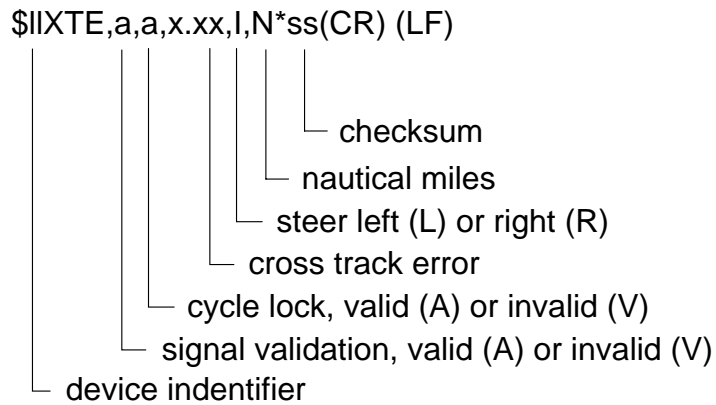 $llXTE,a,a,x.xx,I,N*ss(CR) (LF)
checksum
nautical miles
steer left (L) or right (R)
cross track error
cycle lock, valid (A) or invalid (V)
signal validation, valid (A) or invalid (V)
device indentifier